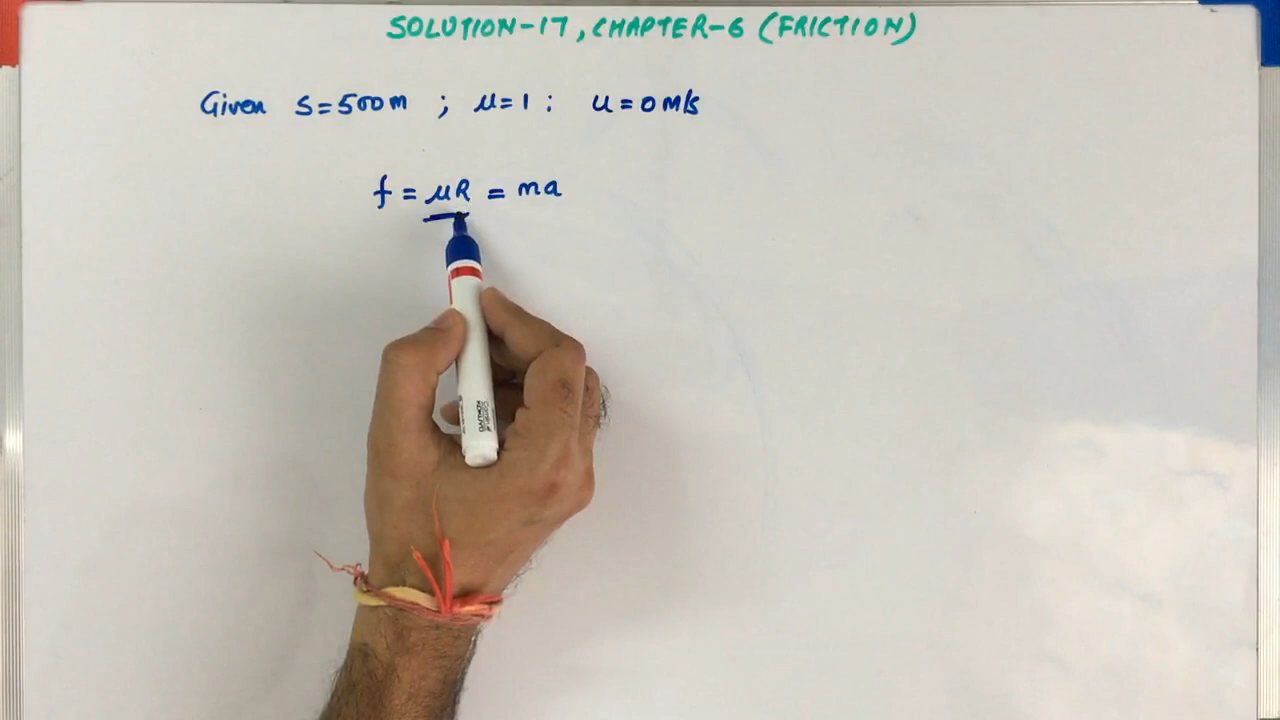 SOLUTION-17, CHAPTER-6 (FRICTION)
Given S=500m ; μ=1 : u=0 m/s
f = μR = ma